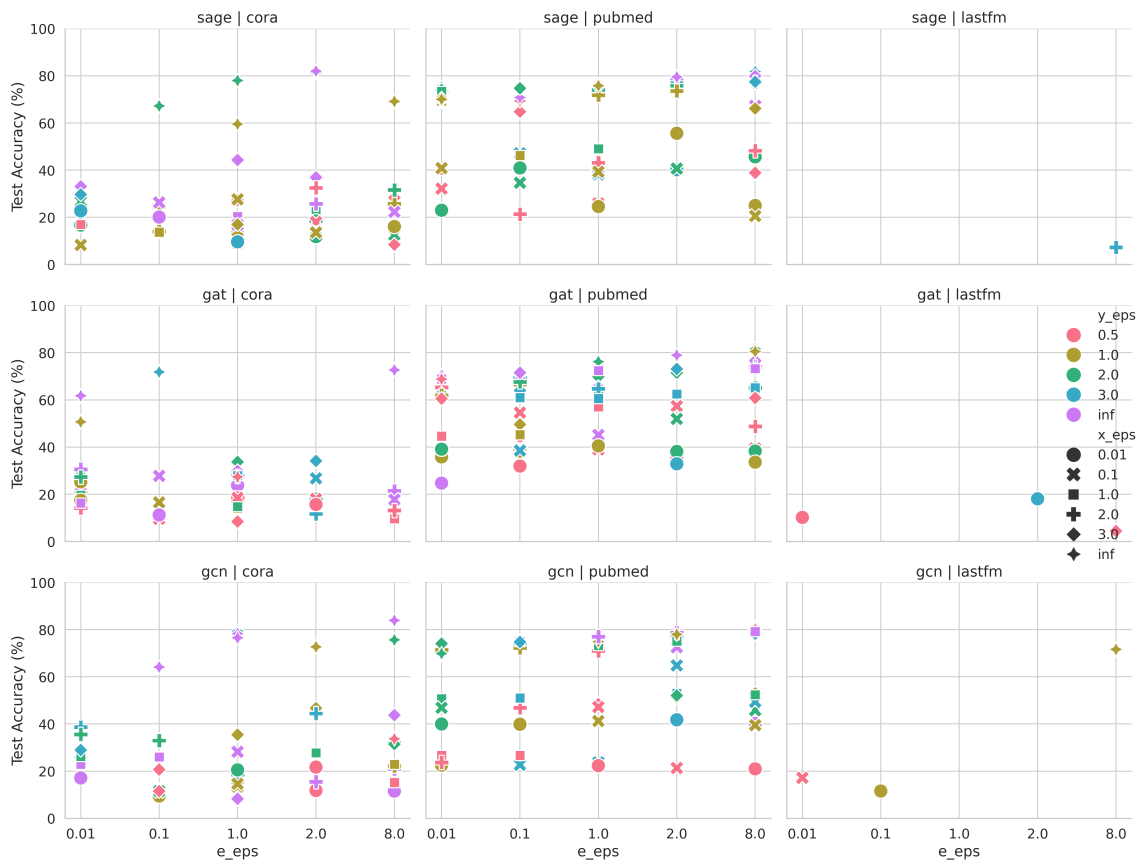 sage | cora
sage | pubmed
sage | lastfm
100
80
60
40
20
0
Test Accuracy (%)
gat | cora
gat | pubmed
gat | lastfm
100
80
60
40
20
0
Test Accuracy (%)
y_eps
0.5
1.0
2.0
3.0
inf
x_eps
0.01
0.1
1.0
2.0
3.0
inf
gcn | cora
gcn | pubmed
gcn | lastfm
100
80
60
40
20
0
Test Accuracy (%)
0.01 0.1 1.0 2.0 8.0
0.01 0.1 1.0 2.0 8.0
0.01 0.1 1.0 2.0 8.0
e_eps
e_eps
e_eps